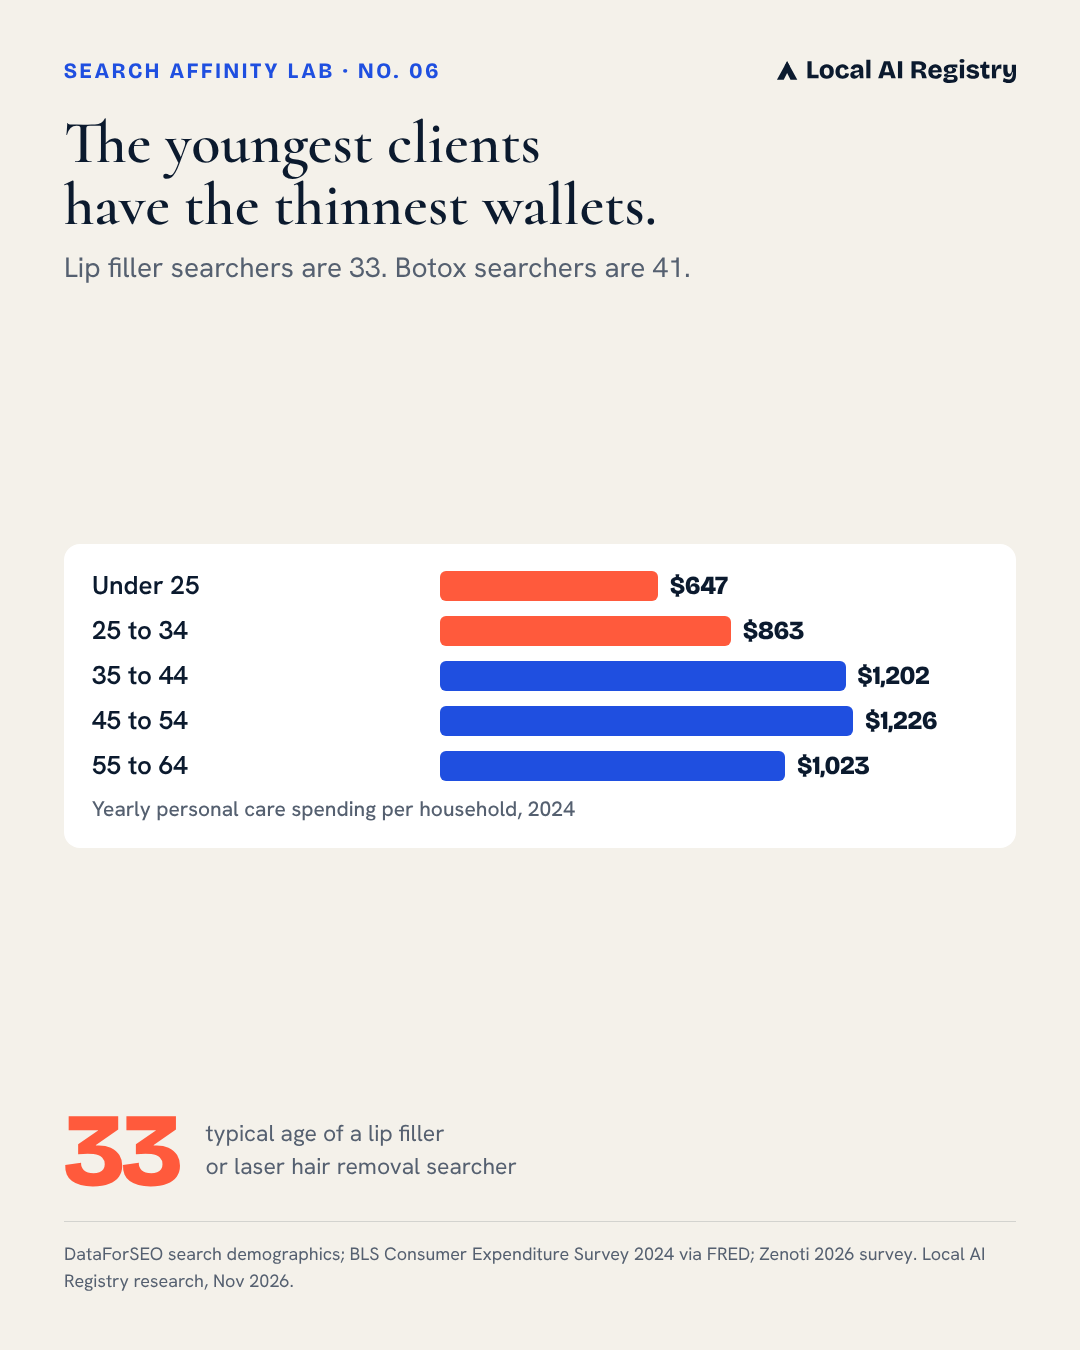 SEARCH AFFINITY LAB · NO. 06
Local AI Registry
The youngest clients
have the thinnest wallets.
Lip filler searchers are 33. Botox searchers are 41.
Under 25 $647
25 to 34 $863
35 to 44 $1,202
45 to 54 $1,226
55 to 64 $1,023
Yearly personal care spending per household, 2024
33
typical age of a lip filler
or laser hair removal searcher
DataForSEO search demographics; BLS Consumer Expenditure Survey 2024 via FRED; Zenoti 2026 survey. Local AI
Registry research, Nov 2026.